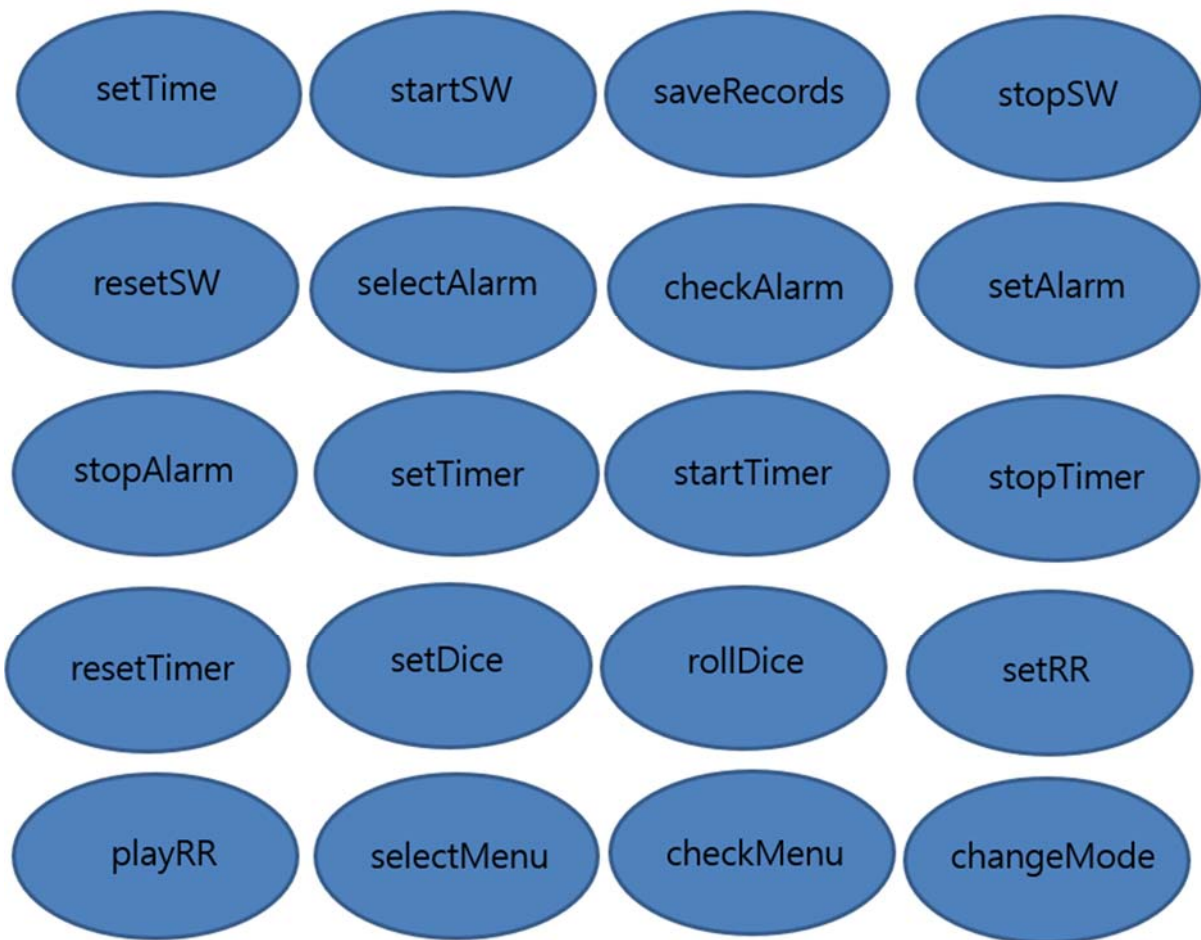 setTime
startSW
saveRecords
stopSW
resetSW
selectAlarm
checkAlarm
setAlarm
stopAlarm
setTimer
startTimer
stopTimer
resetTimer
setDice
rollDice
setRR
playRR
selectMenu
checkMenu
changeMode